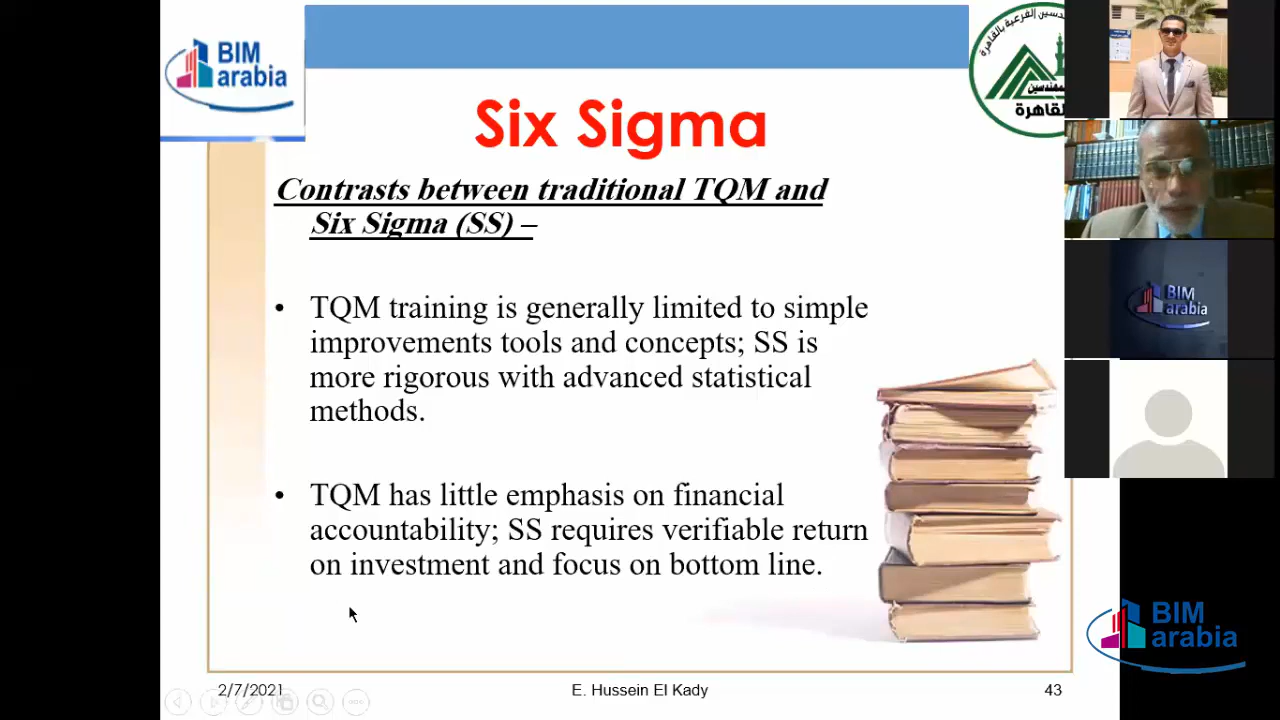 BIM
arabia
Six Sigma
Contrasts between traditional TQM and
Six Sigma (SS) –
• TQM training is generally limited to simple
improvements tools and concepts; SS is
more rigorous with advanced statistical
methods.
• TQM has little emphasis on financial
accountability; SS requires verifiable return
on investment and focus on bottom line.
2/7/2021
E. Hussein El Kady
43
BIM
arabia
BIM
arabia